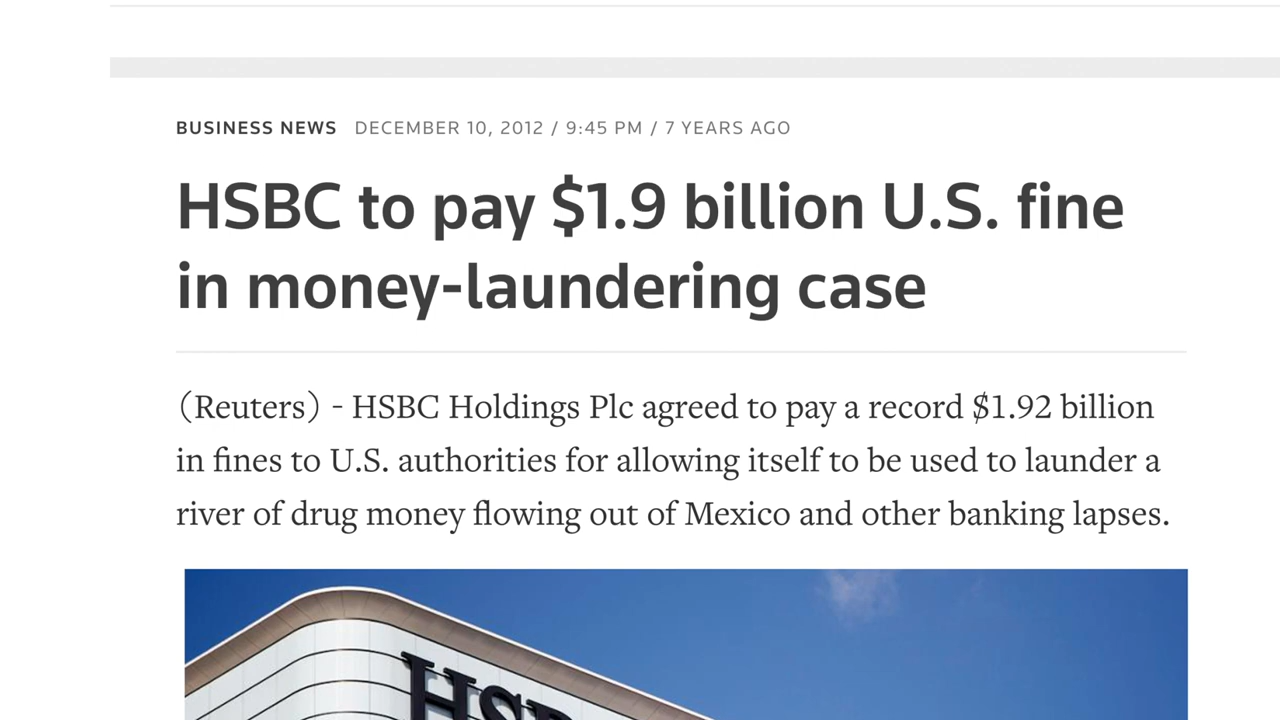 BUSINESS NEWS DECEMBER 10, 2012 / 9:45 PM / 7 YEARS AGO
HSBC to pay $1.9 billion U.S. fine
in money-laundering case
(Reuters) - HSBC Holdings Plc agreed to pay a record $1.92 billion
in fines to U.S. authorities for allowing itself to be used to launder a
river of drug money flowing out of Mexico and other banking lapses.
HSB